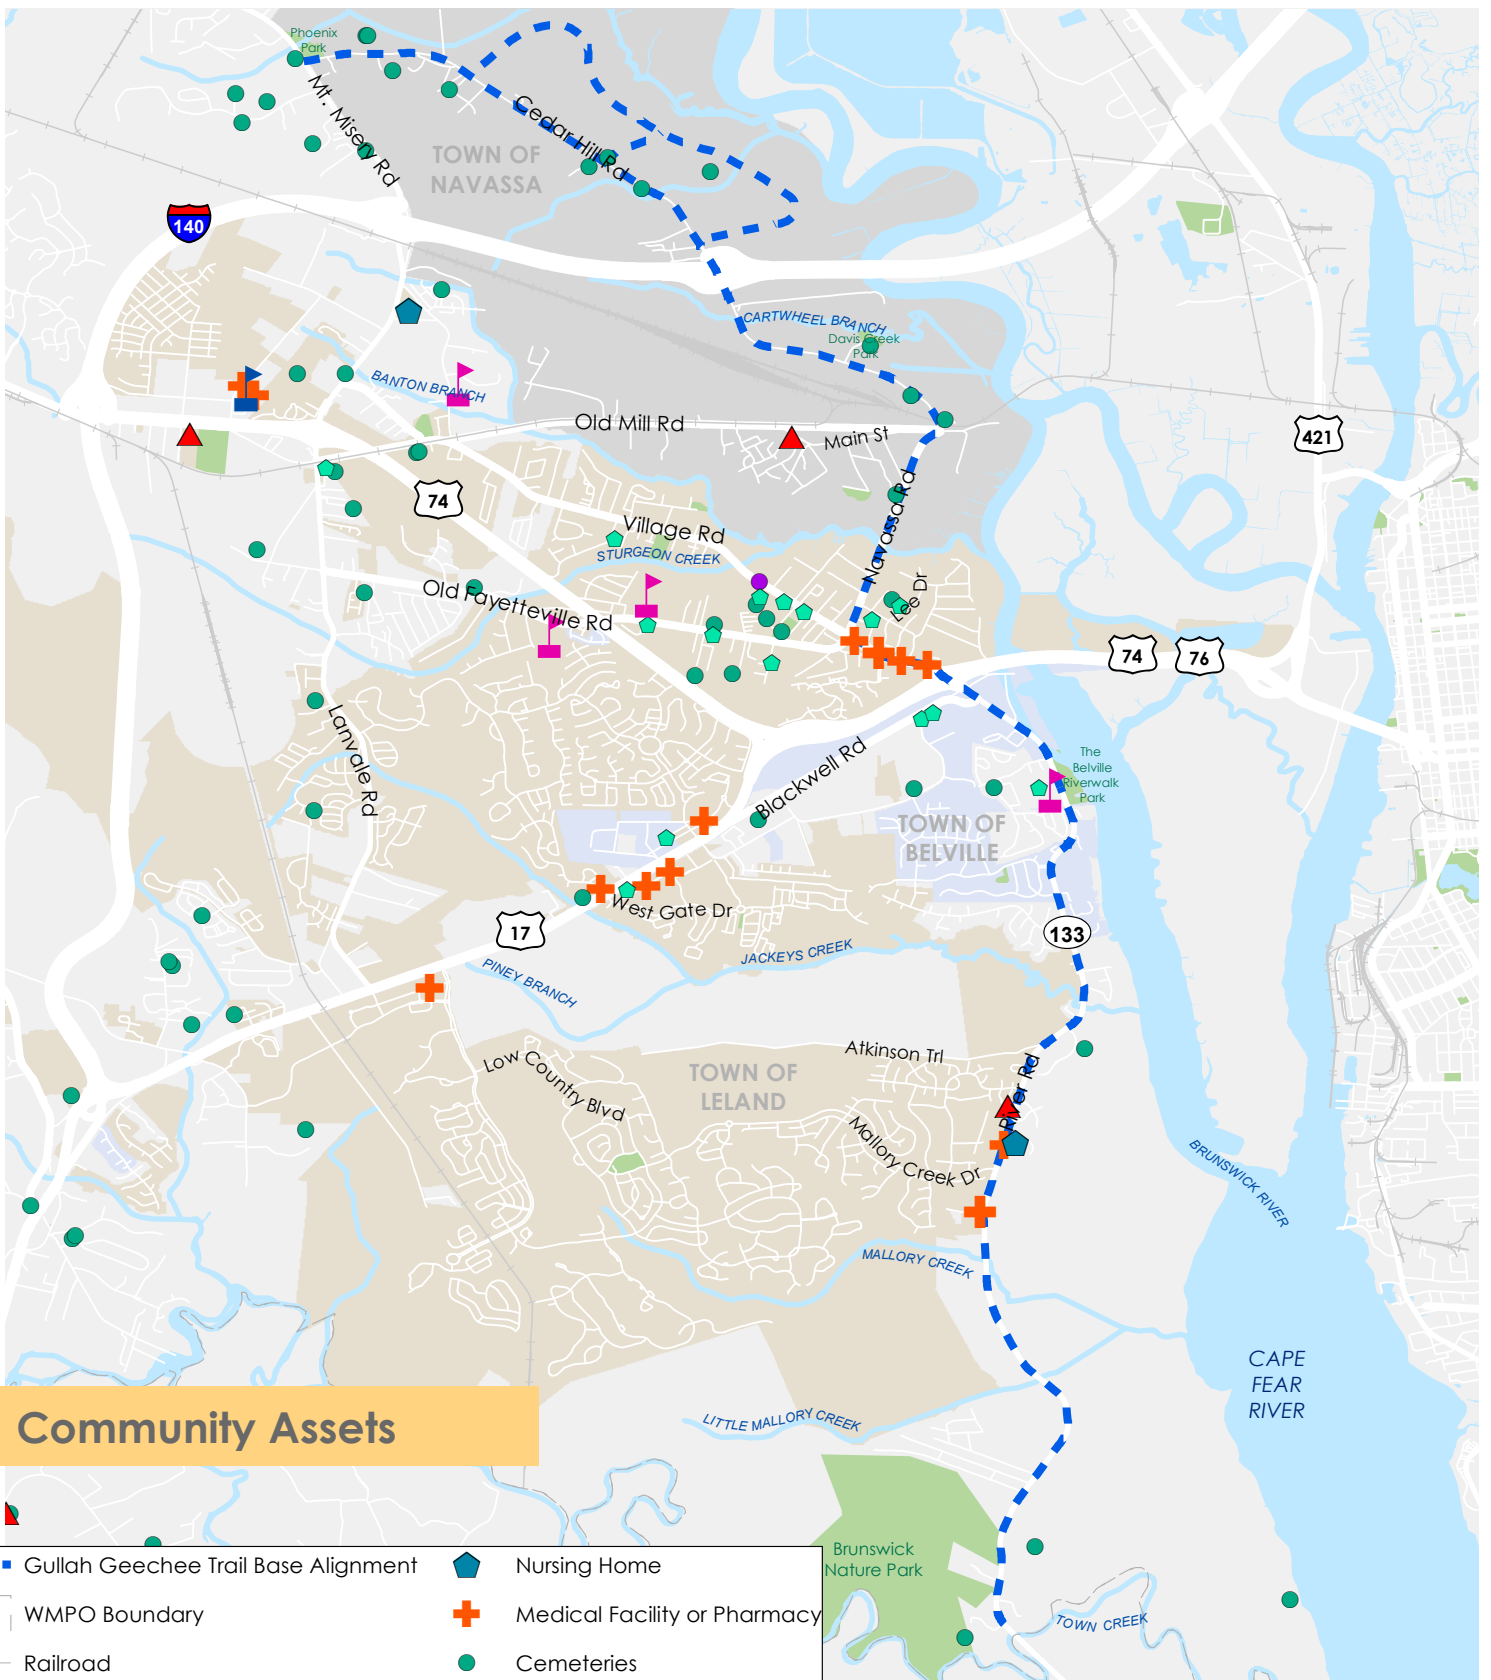 Phoenix
Park
Mt. Misery Rd
Cedar Hill Rd
TOWN OF
NAVASSA
140
CARTWHEEL BRANCH
Davis Creek
Park
BANTON BRANCH
Old Mill Rd
Main St
421
74
Village Rd
STURGEON CREEK
Navassa Rd
Old Fayetteville Rd
Lee Dr
74
76
Lanvale Rd
Blackwell Rd
The
Belville
Riverwalk
Park
TOWN OF
BELVILLE
West Gate Dr
17
133
JACKEYS CREEK
PINEY BRANCH
Low Country Blvd
TOWN OF
LELAND
Atkinson Trl
River Rd
Mallory Creek Dr
BRUNSWICK RIVER
MALLORY CREEK
CAPE
FEAR
RIVER
LITTLE MALLORY CREEK
Community Assets
Brunswick
Nature Park
TOWN CREEK
Gullah Geechee Trail Base Alignment
Nursing Home
WMPO Boundary
Medical Facility or Pharmacy
Railroad
Cemeteries